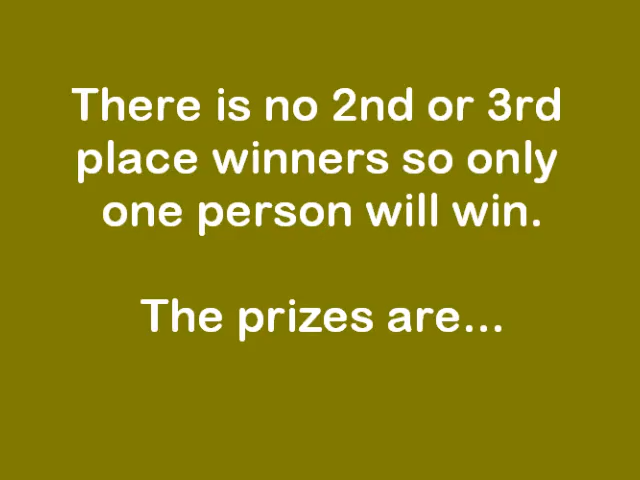 There is no 2nd or 3rd
place winners so only
one person will win.
The prizes are...